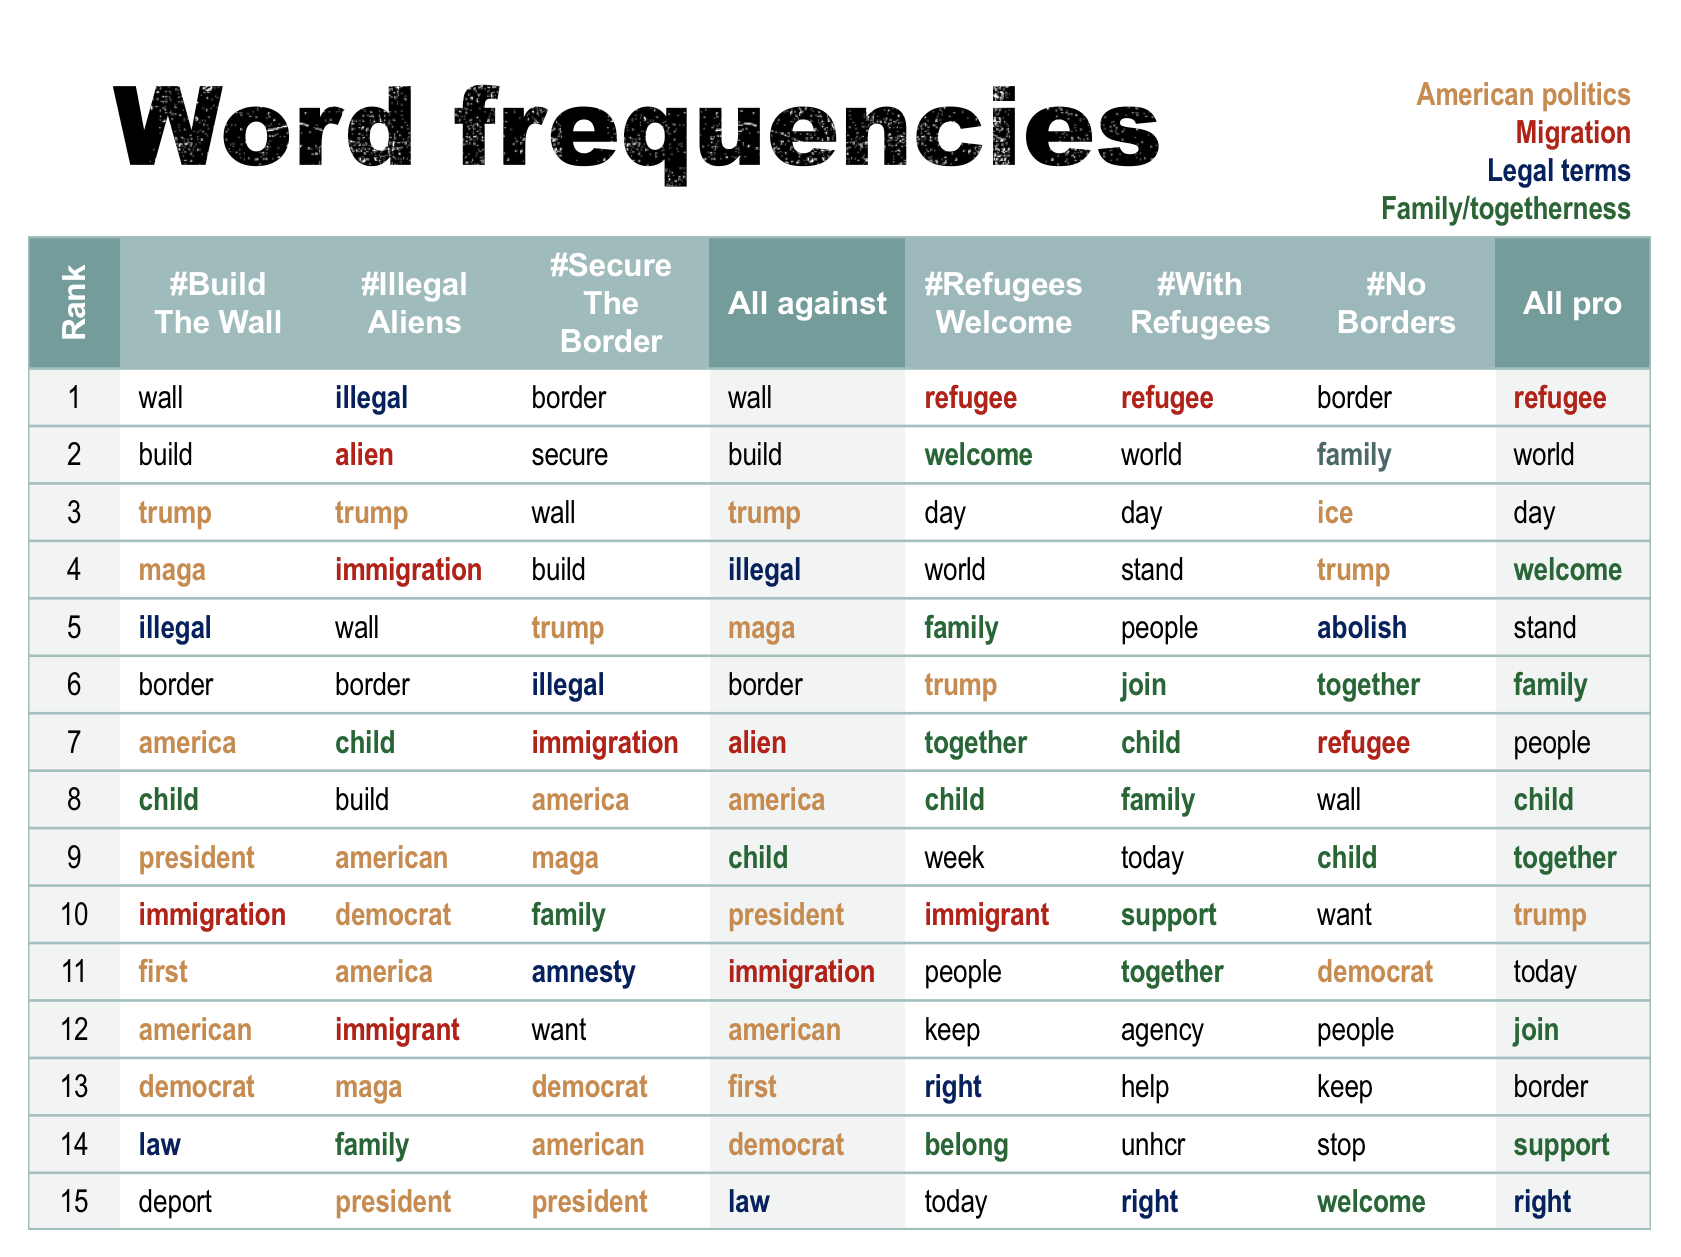 Word frequencies
American politics
Migration
Legal terms
Family/togetherness
Rank #Build The Wall #Illegal Aliens #Secure The Border All against #Refugees Welcome #With Refugees #No Borders All pro
1 wall illegal border wall refugee refugee border refugee
2 build alien secure build welcome world family world
3 trump trump wall trump day day ice day
4 maga immigration build illegal world stand trump welcome
5 illegal wall trump maga family people abolish stand
6 border border illegal border trump join together family
7 america child immigration alien together child refugee people
8 child build america america child family wall child
9 president american maga child week today child together
10 immigration democrat family president immigrant support want trump
11 first america amnesty immigration people together democrat today
12 american immigrant want american keep agency people join
13 democrat maga democrat first right help keep border
14 law family american democrat belong unhcr stop support
15 deport president president law today right welcome right